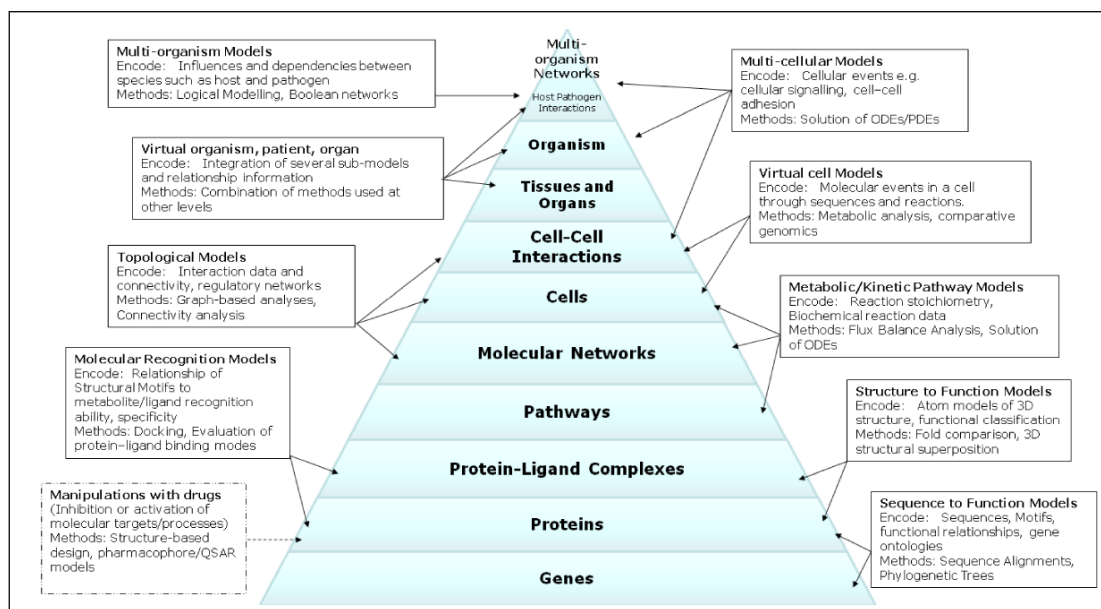 Multi-organism Models
Encode:   Influences and dependencies between
species such as host and pathogen
Methods: Logical Modelling, Boolean networks
Virtual organism, patient, organ
Encode:   Integration of several sub-models
and relationship information
Methods: Combination of methods used at
other levels
Topological Models
Encode:   Interaction data and
connectivity, regulatory networks
Methods: Graph-based analyses,
Connectivity analysis
Molecular Recognition Models
Encode:   Relationship of
Structural Motifs to
metabolite/ligand recognition
ability, specificity
Methods: Docking, Evaluation of
protein–ligand binding modes
Manipulations with drugs
(Inhibition or activation of
molecular targets/processes)
Methods: Structure-based
design, pharmacophore/QSAR
models
Multi-
organism
Networks
Host Pathogen
Interactions
Organism
Tissues and
Organs
Cell–Cell
Interactions
Cells
Molecular Networks
Pathways
Protein–Ligand Complexes
Proteins
Genes
Multi-cellular Models
Encode:   Cellular events e.g.
cellular signalling, cell–cell
adhesion
Methods: Solution of ODEs/PDEs
Virtual cell Models
Encode:   Molecular events in a cell
through sequences and reactions.
Methods: Metabolic analysis, comparative
genomics
Metabolic/Kinetic Pathway Models
Encode:   Reaction stoichiometry,
Biochemical reaction data
Methods: Flux Balance Analysis, Solution
of ODEs
Structure to Function Models
Encode:   Atom models of 3D
structure, functional classification
Methods: Fold comparison, 3D
structural superposition
Sequence to Function Models
Encode:   Sequences, Motifs,
functional relationships, gene
ontologies
Methods: Sequence Alignments,
Phylogenetic Trees